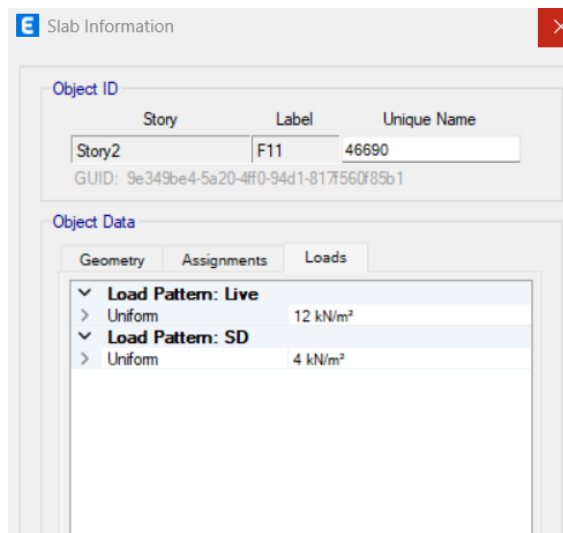 E Slab Information
Object ID
Story Label Unique Name
Story2 F11 46690
GUID: 9e349be4-5a20-4ff0-94d1-817f560f85b1
Object Data
Geometry Assignments Loads
Load Pattern: Live
Uniform 12 kN/m²
Load Pattern: SD
Uniform 4 kN/m²